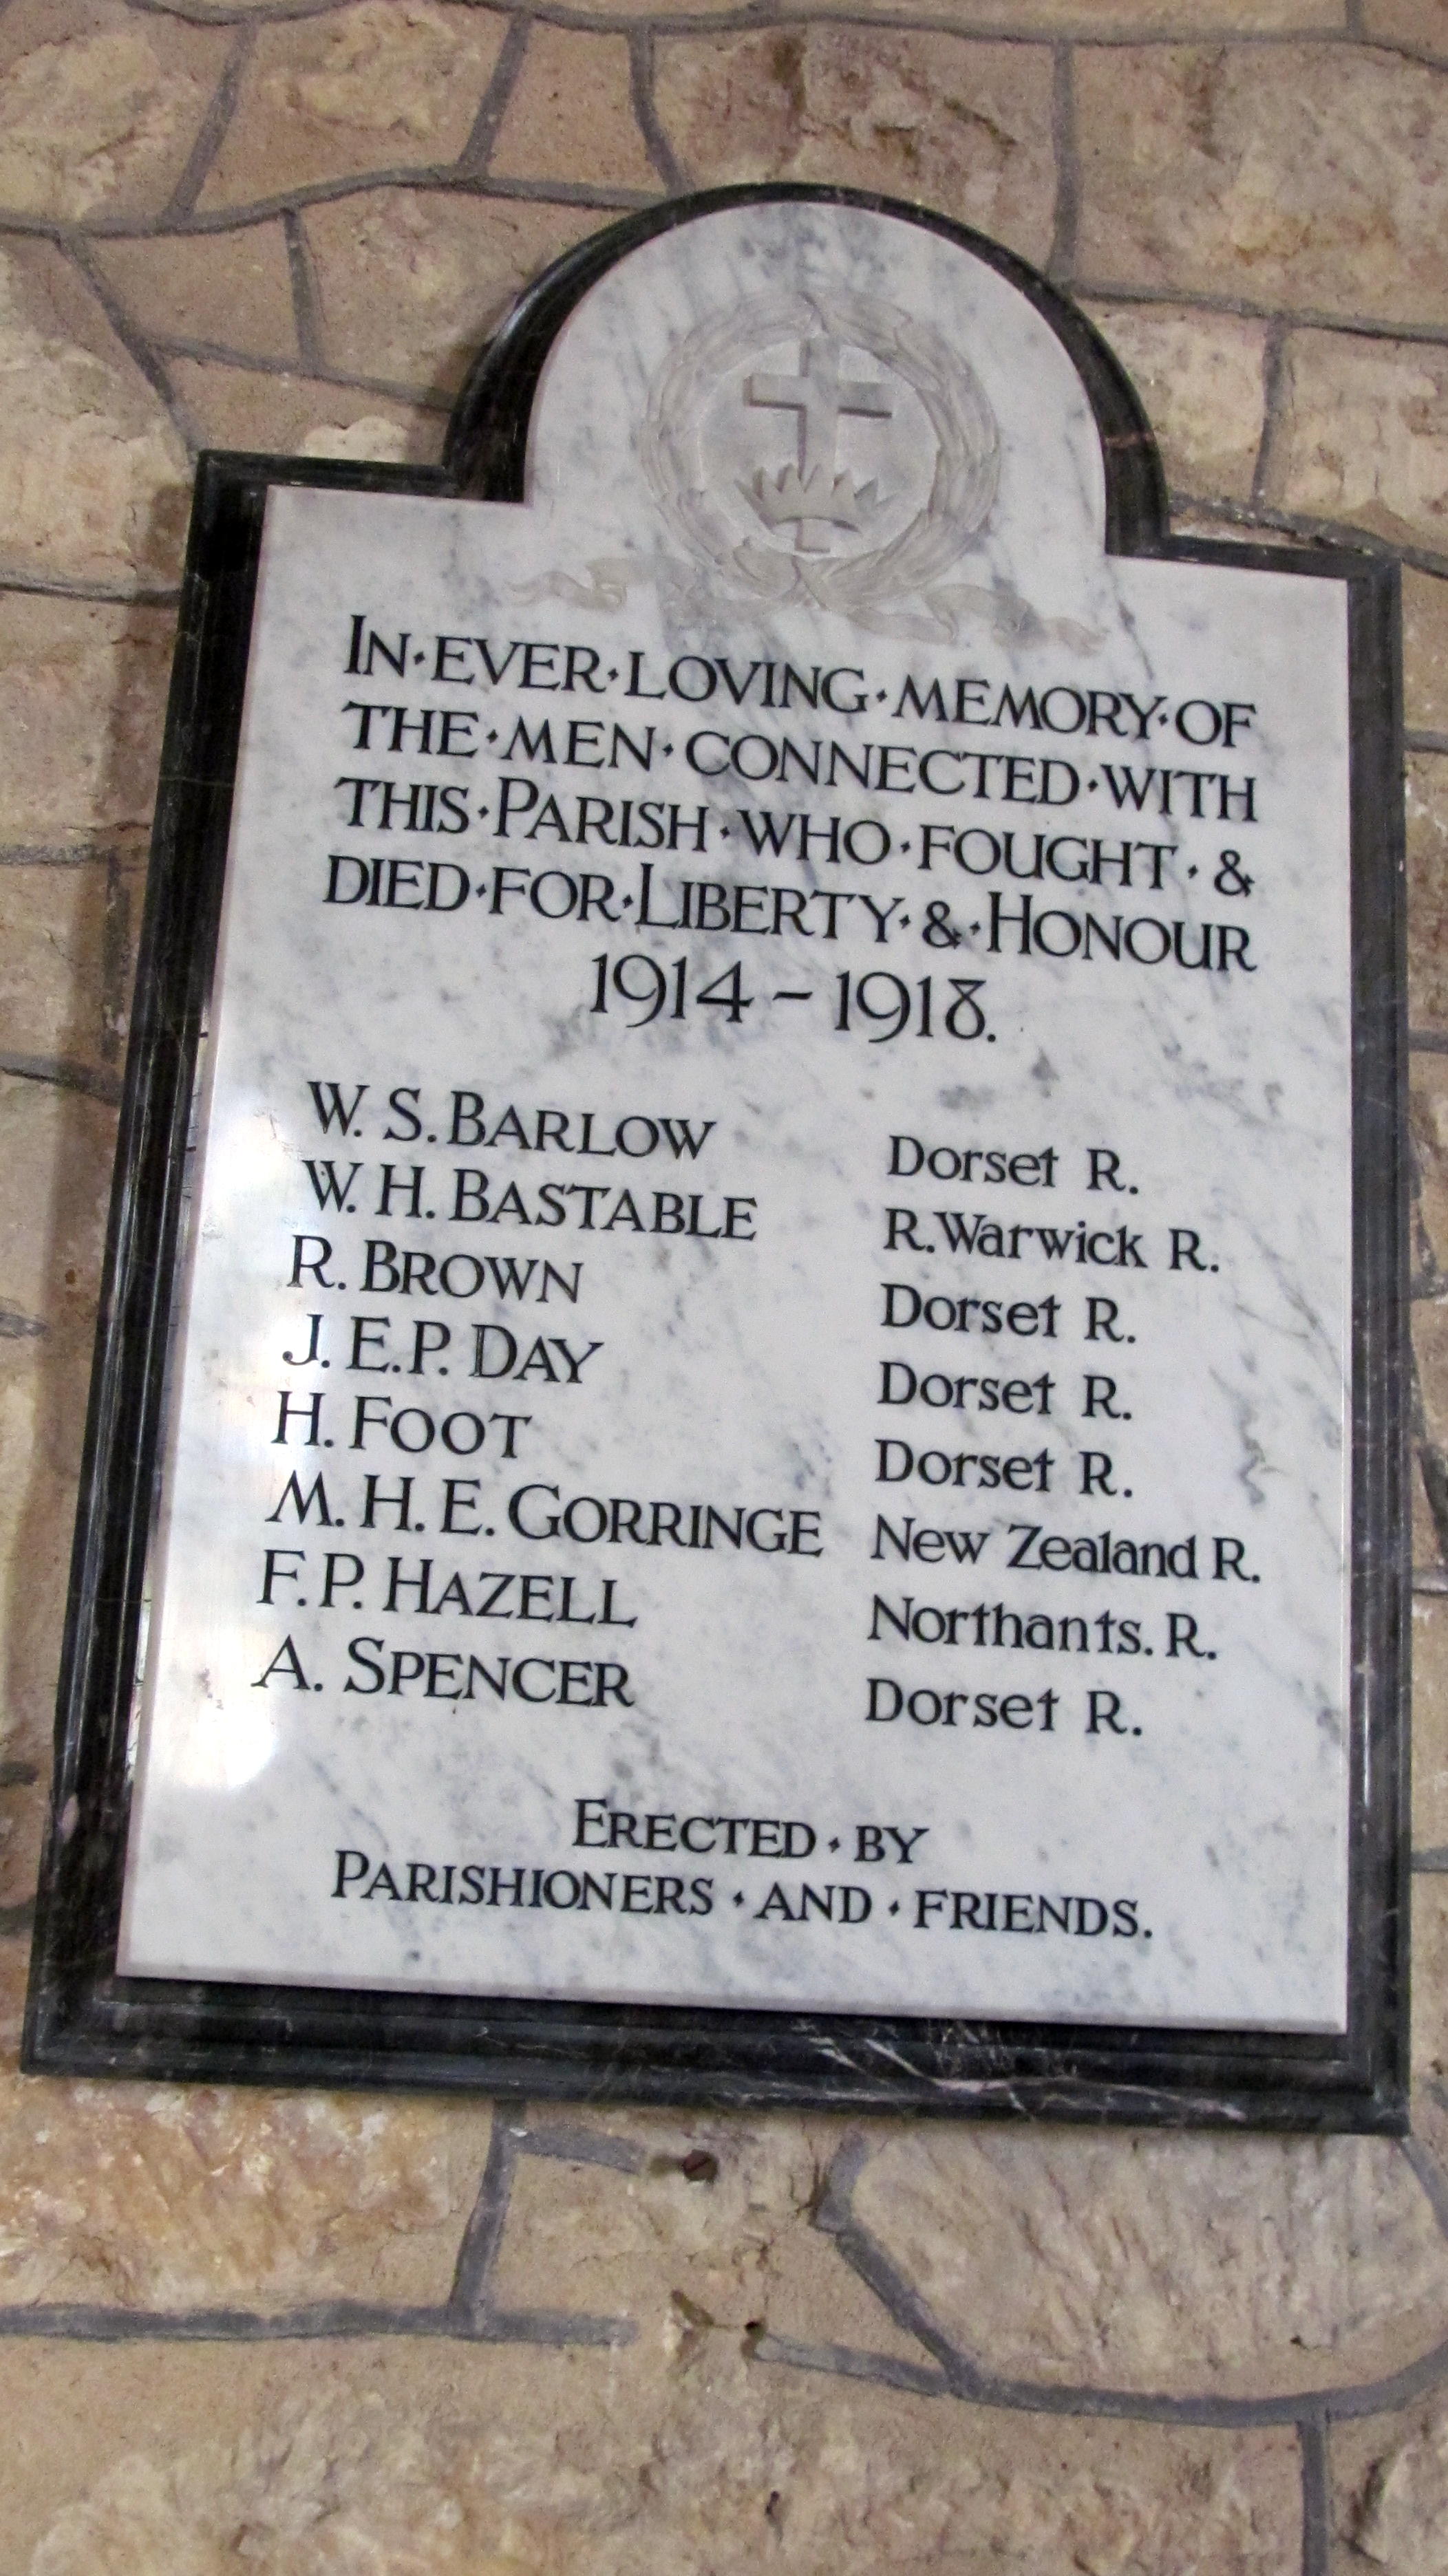 IN·EVER·LOVING·MEMORY·OF
THE·MEN·CONNECTED·WITH
THIS·PARISH·WHO·FOUGHT·&
DIED·FOR·LIBERTY·&·HONOUR
1914-1918.
W. S. BARLOW Dorset R.
W. H. BASTABLE R. Warwick R.
R. BROWN Dorset R.
J. E. P. DAY Dorset R.
H. FOOT Dorset R.
M. H. E. GORRINGE New Zealand R.
F. P. HAZELL Northants. R.
A. SPENCER Dorset R.
ERECTED·BY
PARISHIONERS·AND·FRIENDS.